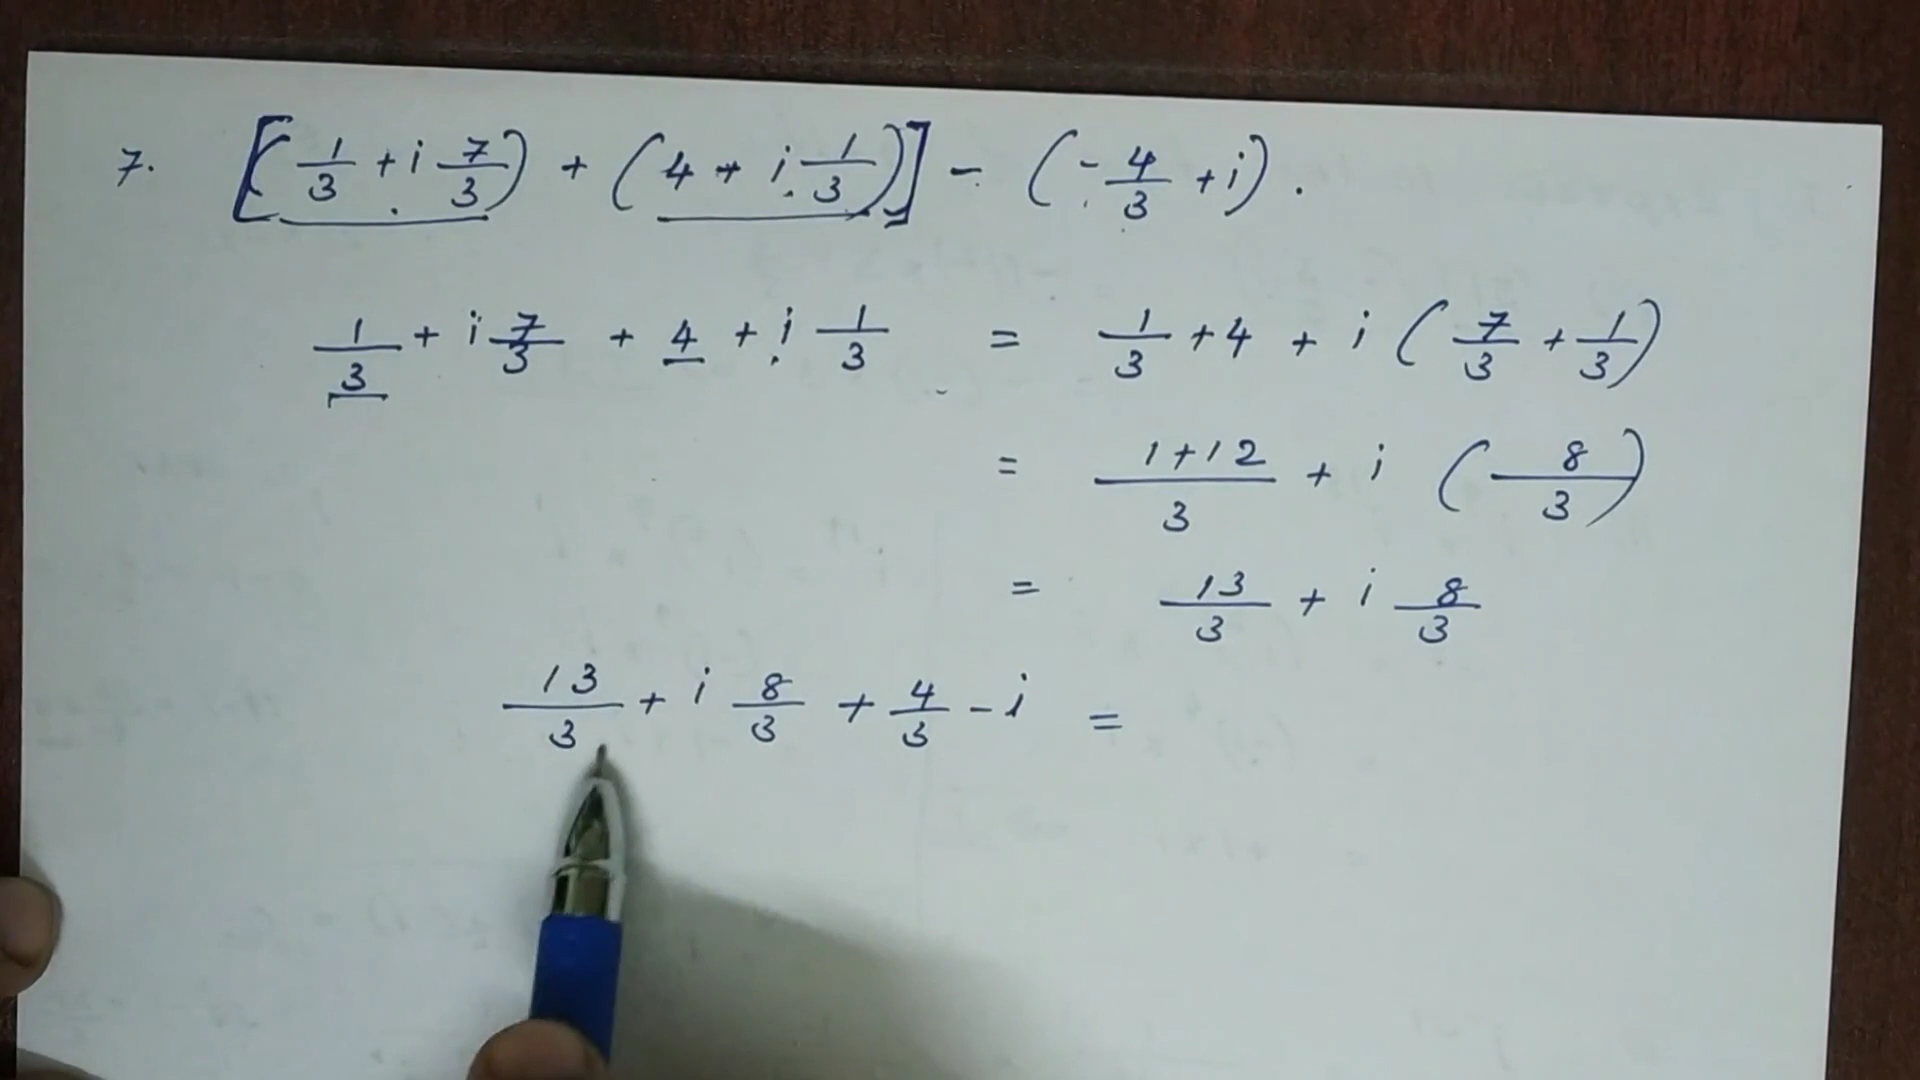 7. [(1/3 + i 7/3) + (4 + i 1/3)] - (-4/3 + i).
1/3 + i 7/3 + 4 + i 1/3 = 1/3 + 4 + i (7/3 + 1/3)
= 1+12/3 + i (8/3)
= 13/3 + i 8/3
13/3 + i 8/3 + 4/3 - i =